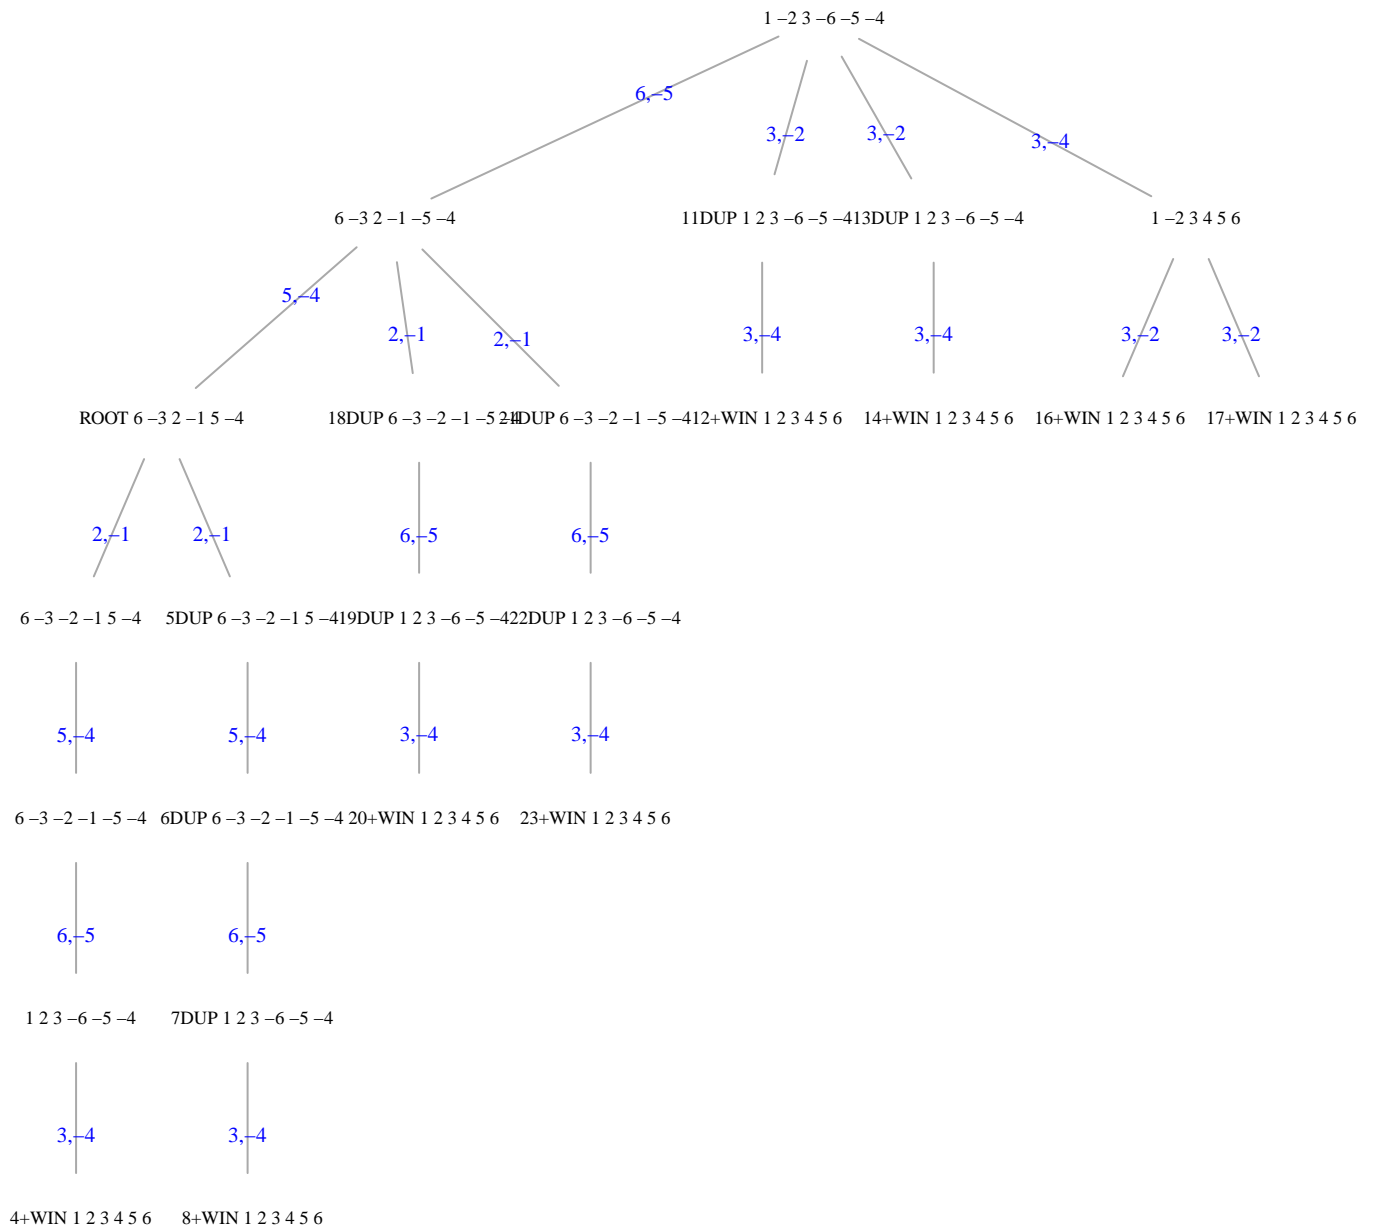 1 –2 3 –6 –5 –4
6,–5
3,–2
3,–2
3,–4
6 –3 2 –1 –5 –4
11DUP 1 2 3 –6 –5 –4
13DUP 1 2 3 –6 –5 –4
1 –2 3 4 5 6
5,–4
2,–1
2,–1
3,–4
3,–4
3,–2
3,–2
ROOT 6 –3 2 –1 5 –4
18DUP 6 –3 –2 –1 –5 –4
DUP 6 –3 –2 –1 –5 –4
12+WIN 1 2 3 4 5 6
14+WIN 1 2 3 4 5 6
16+WIN 1 2 3 4 5 6
17+WIN 1 2 3 4 5 6
2,–1
2,–1
6,–5
6,–5
6 –3 –2 –1 5 –4
5DUP 6 –3 –2 –1 5 –4
19DUP 1 2 3 –6 –5 –4
22DUP 1 2 3 –6 –5 –4
5,–4
5,–4
3,–4
3,–4
6 –3 –2 –1 –5 –4
6DUP 6 –3 –2 –1 –5 –4
20+WIN 1 2 3 4 5 6
23+WIN 1 2 3 4 5 6
6,–5
6,–5
1 2 3 –6 –5 –4
7DUP 1 2 3 –6 –5 –4
3,–4
3,–4
4+WIN 1 2 3 4 5 6
8+WIN 1 2 3 4 5 6